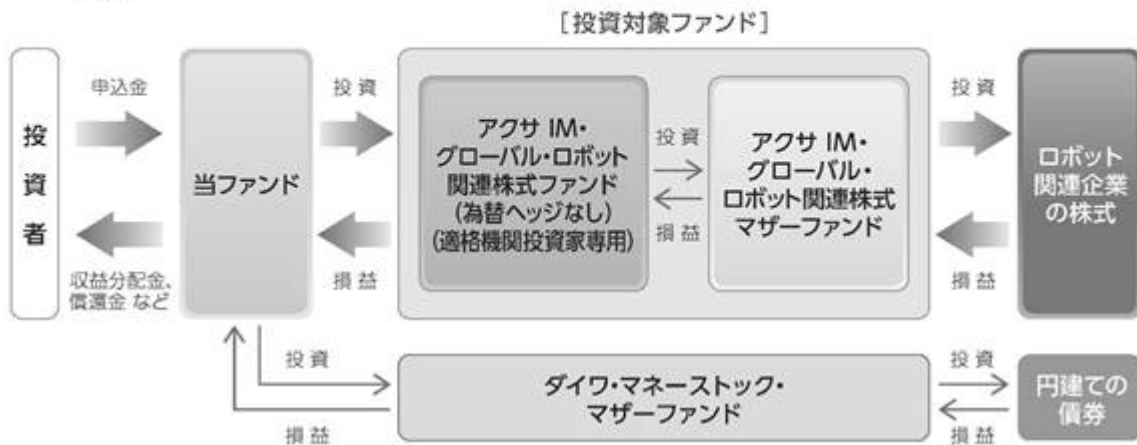 [投資対象ファンド]
投資者
申込金
収益分配金、
償還金 など
当ファンド
投資
損益
アクサ IM・
グローバル・ロボット
関連株式ファンド
(為替ヘッジなし)
(適格機関投資家専用)
投資
損益
アクサ IM・
グローバル・
ロボット関連株式
マザーファンド
投資
損益
ロボット
関連企業
の株式
投資
損益
ダイワ・マネーストック・
マザーファンド
投資
損益
円建ての
債券